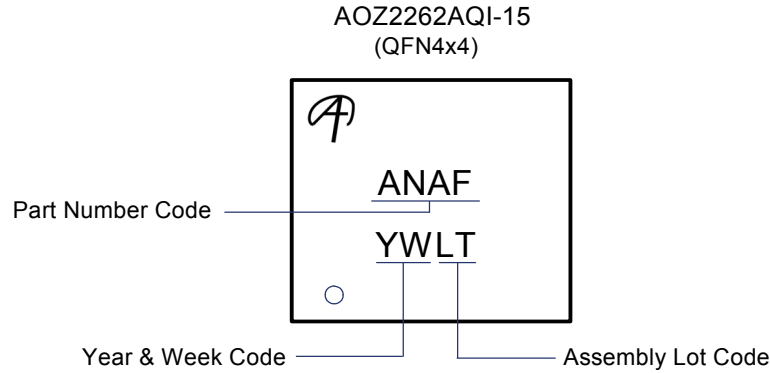 AOZ2262AQI-15
(QFN4x4)
ANAF
Part Number Code
YWLT
Year & Week Code
Assembly Lot Code